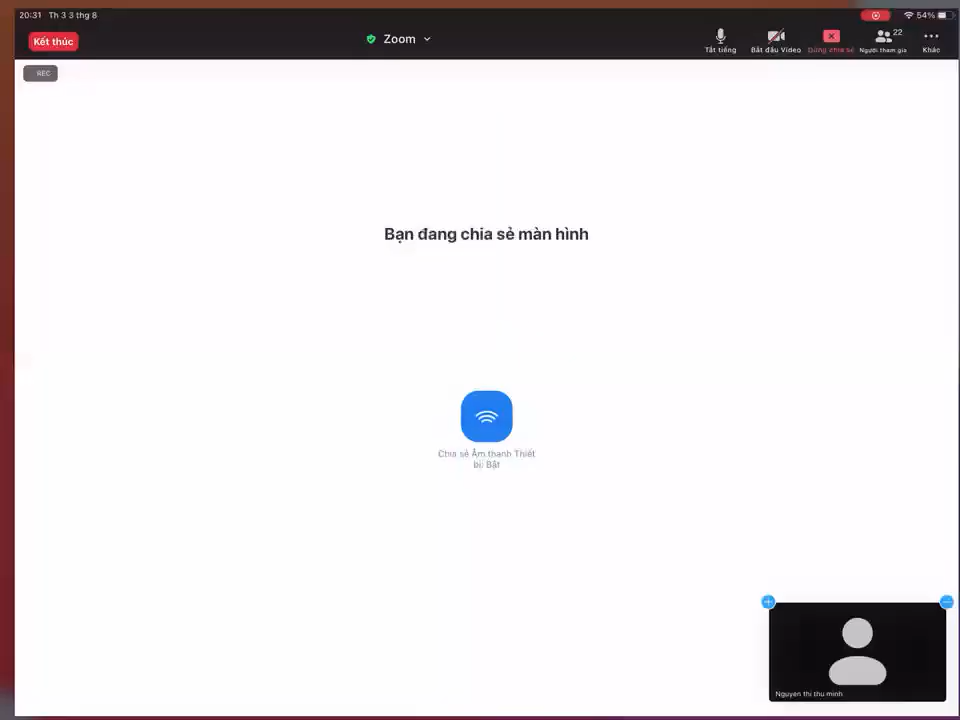 20:31 Th 3 3 thg 8
54%
Kết thúc
Zoom
Tắt tiếng
Bắt đầu Video
Dừng chia sẻ
22
Người tham gia
Khác
REC
Bạn đang chia sẻ màn hình
Chia sẻ Âm thanh Thiết
bị: Bật
Nguyen thi thu minh